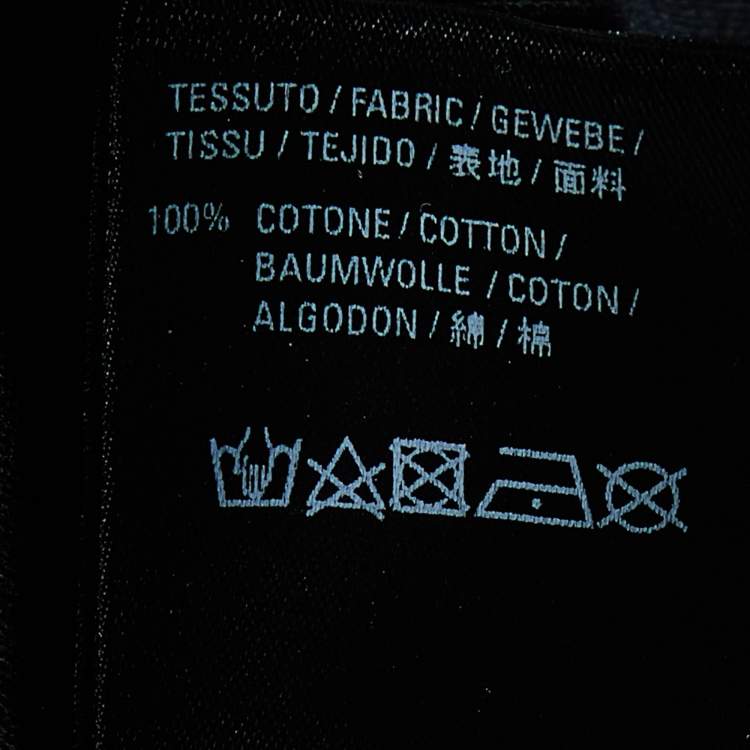 TESSUTO / FABRIC / GEWEBE /
TISSU / TEJIDO / 表地 / 面料
100% COTONE / COTTON /
BAUMWOLLE / COTON /
ALGODON / 綿 / 棉